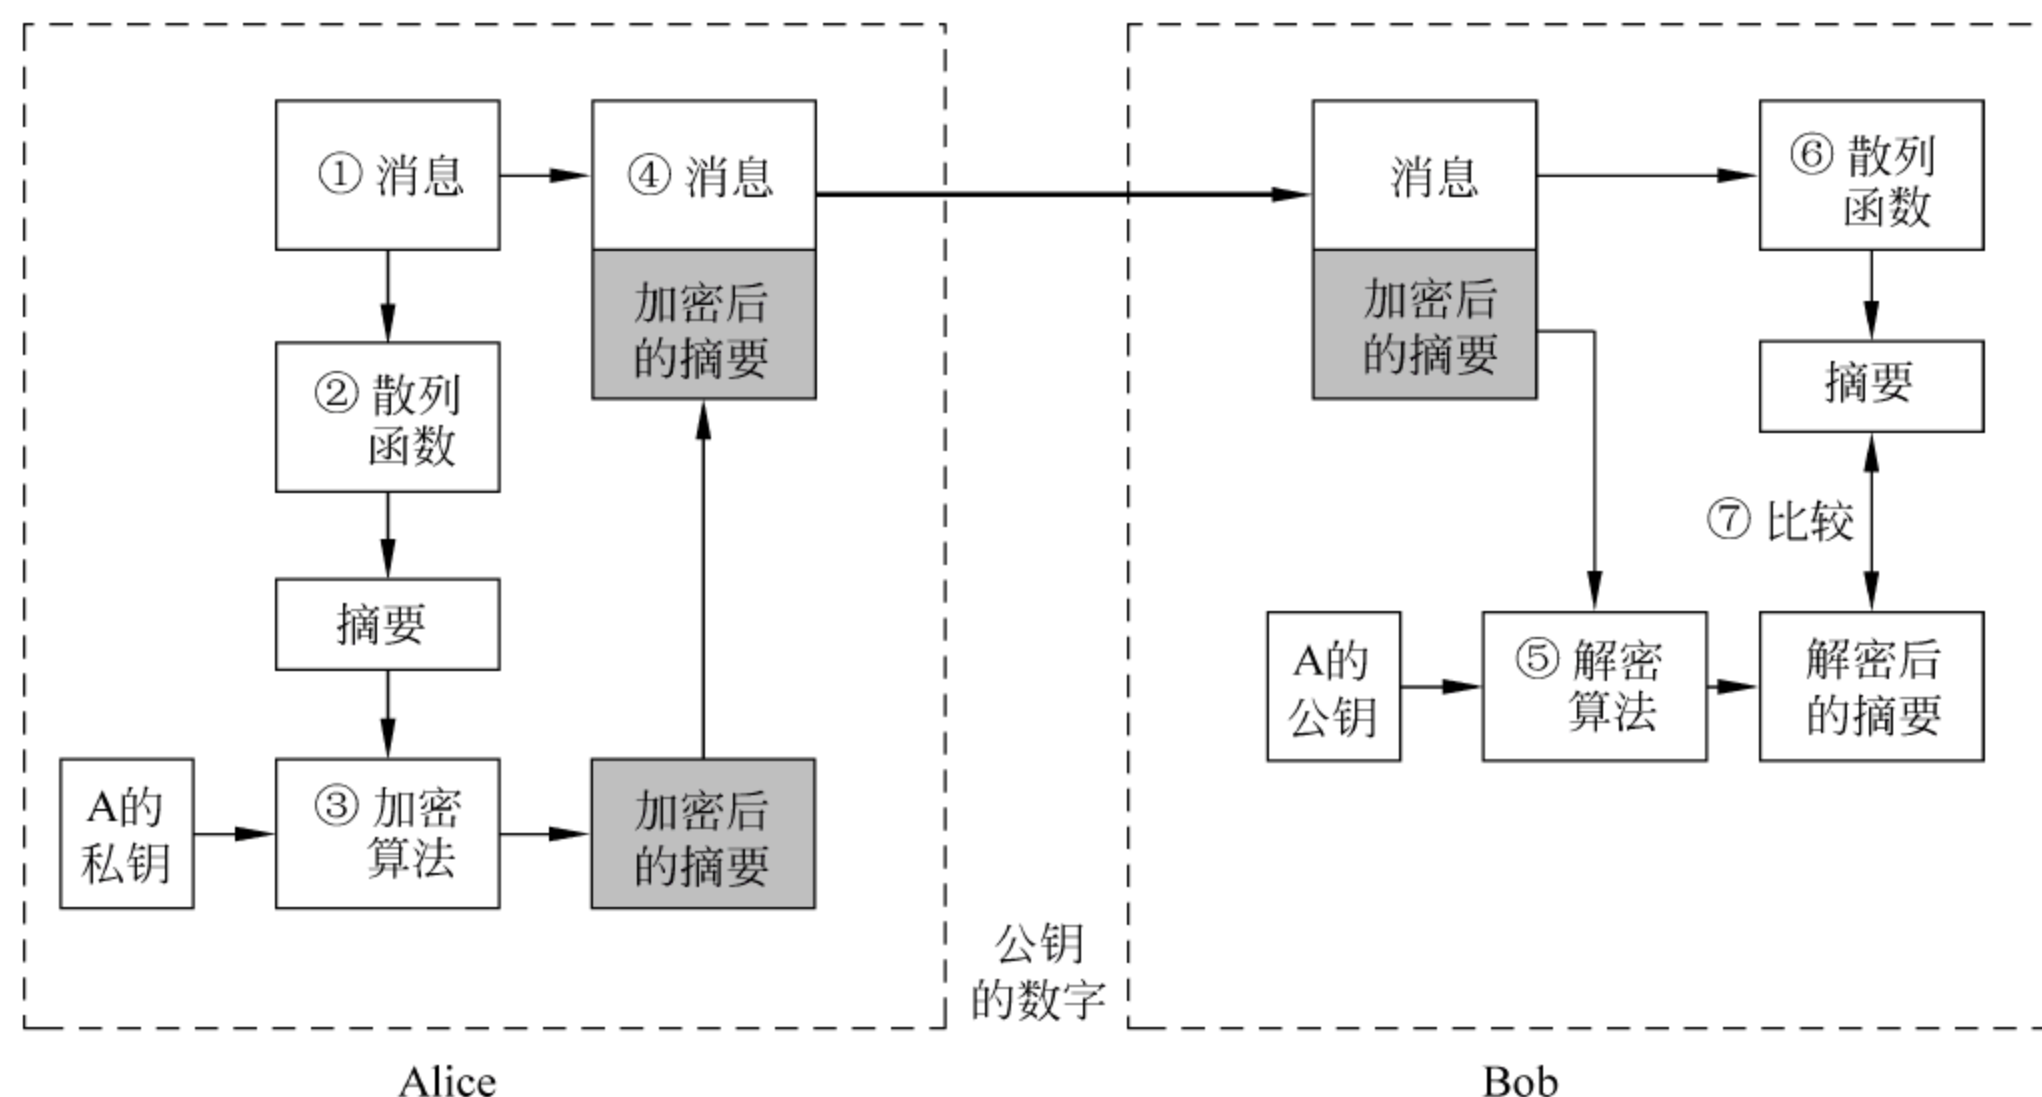 ① 消息
② 散列
函数
摘要
A的
私钥
③ 加密
算法
加密后
的摘要
④ 消息
加密后
的摘要
Alice
公钥
的数字
消息
加密后
的摘要
A的
公钥
⑤ 解密
算法
解密后
的摘要
⑥ 散列
函数
摘要
⑦ 比较
Bob